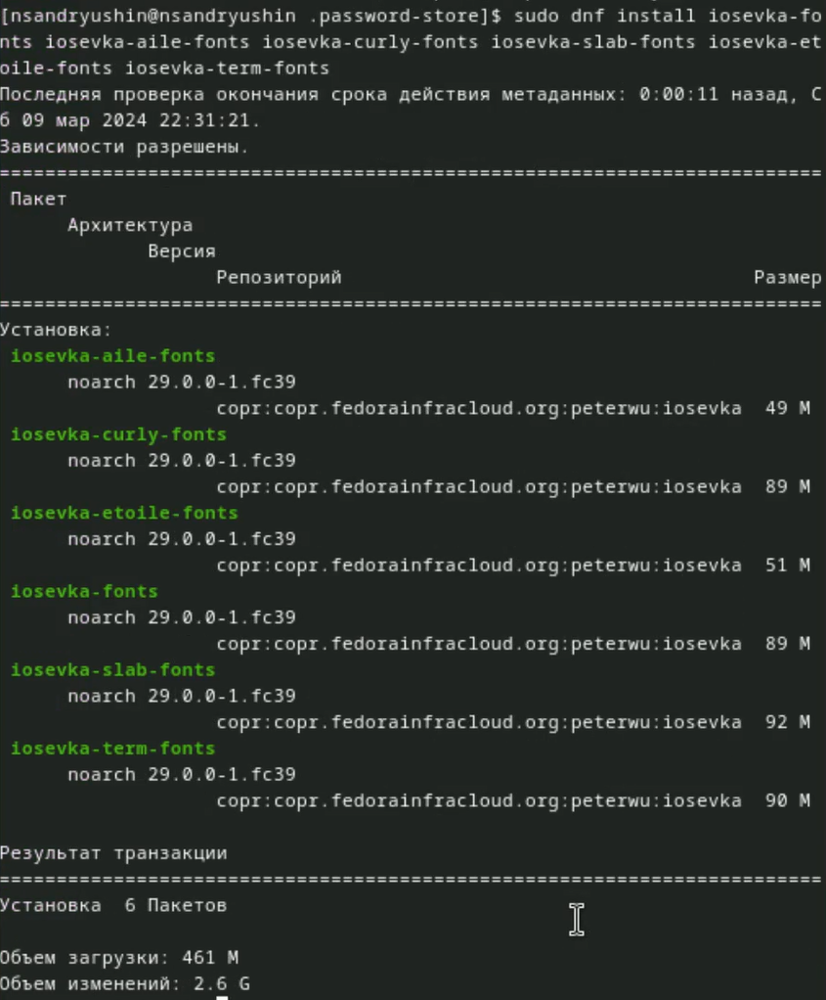 [nsandryushin@nsandryushin .password-store]$ sudo dnf install iosevka-fo
nts iosevka-aile-fonts iosevka-curly-fonts iosevka-slab-fonts iosevka-et
oile-fonts iosevka-term-fonts
Последняя проверка окончания срока действия метаданных: 0:00:11 назад, С
б 09 мар 2024 22:31:21.
Зависимости разрешены.
========================================================================
Пакет
Архитектура
Версия
Репозиторий Размер
========================================================================
Установка:
iosevka-aile-fonts
noarch 29.0.0-1.fc39
copr:copr.fedorainfracloud.org:peterwu:iosevka 49 M
iosevka-curly-fonts
noarch 29.0.0-1.fc39
copr:copr.fedorainfracloud.org:peterwu:iosevka 89 M
iosevka-etoile-fonts
noarch 29.0.0-1.fc39
copr:copr.fedorainfracloud.org:peterwu:iosevka 51 M
iosevka-fonts
noarch 29.0.0-1.fc39
copr:copr.fedorainfracloud.org:peterwu:iosevka 89 M
iosevka-slab-fonts
noarch 29.0.0-1.fc39
copr:copr.fedorainfracloud.org:peterwu:iosevka 92 M
iosevka-term-fonts
noarch 29.0.0-1.fc39
copr:copr.fedorainfracloud.org:peterwu:iosevka 90 M
Результат транзакции
========================================================================
Установка 6 Пакетов
Объем загрузки: 461 M
Объем изменений: 2.6 G